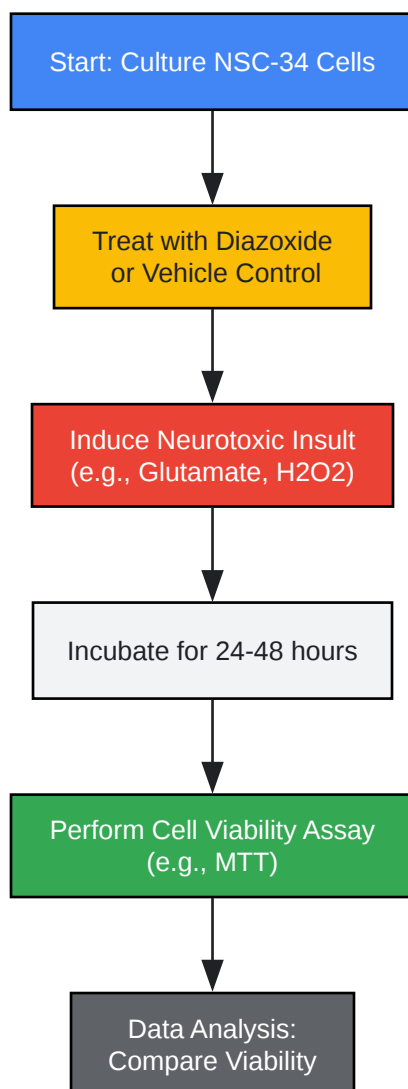 Start: Culture NSC-34 Cells
Treat with Diazoxide
or Vehicle Control
Induce Neurotoxic Insult
(e.g., Glutamate, H2O2)
Incubate for 24-48 hours
Perform Cell Viability Assay
(e.g., MTT)
Data Analysis:
Compare Viability